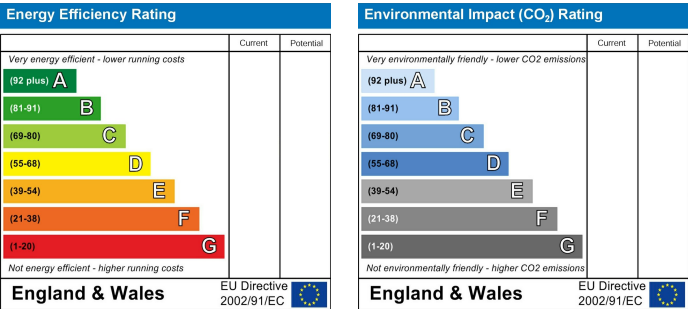 Energy Efficiency Rating
Current Potential
Very energy efficient - lower running costs
(92 plus) A
(81-91) B
(69-80) C
(55-68) D
(39-54) E
(21-38) F
(1-20) G
Not energy efficient - higher running costs
England & Wales
EU Directive
2002/91/EC
Environmental Impact (CO₂) Rating
Current Potential
Very environmentally friendly - lower CO2 emissions
(92 plus) A
(81-91) B
(69-80) C
(55-68) D
(39-54) E
(21-38) F
(1-20) G
Not environmentally friendly - higher CO2 emissions
England & Wales
EU Directive
2002/91/EC